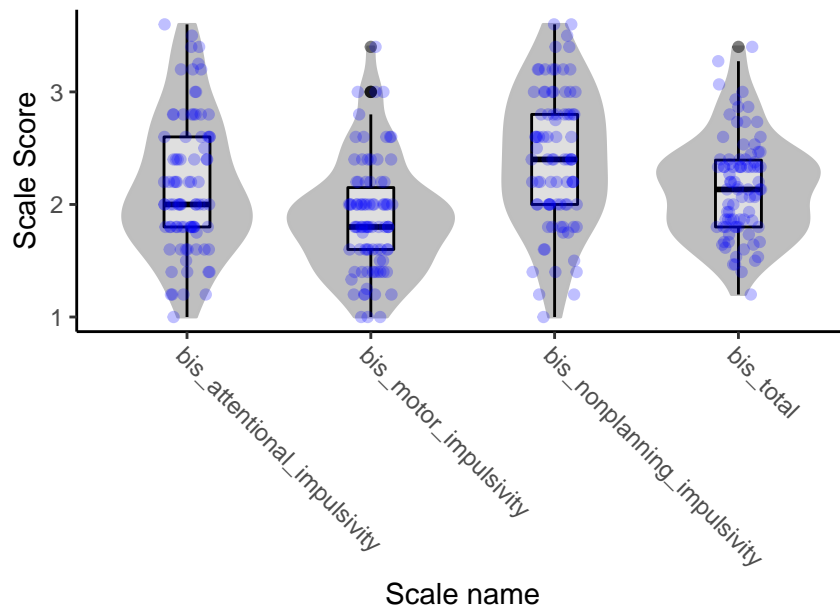 Scale Score
3
2
1
bis_attentional_impulsivity
bis_motor_impulsivity
bis_nonplanning_impulsivity
bis_total
Scale name